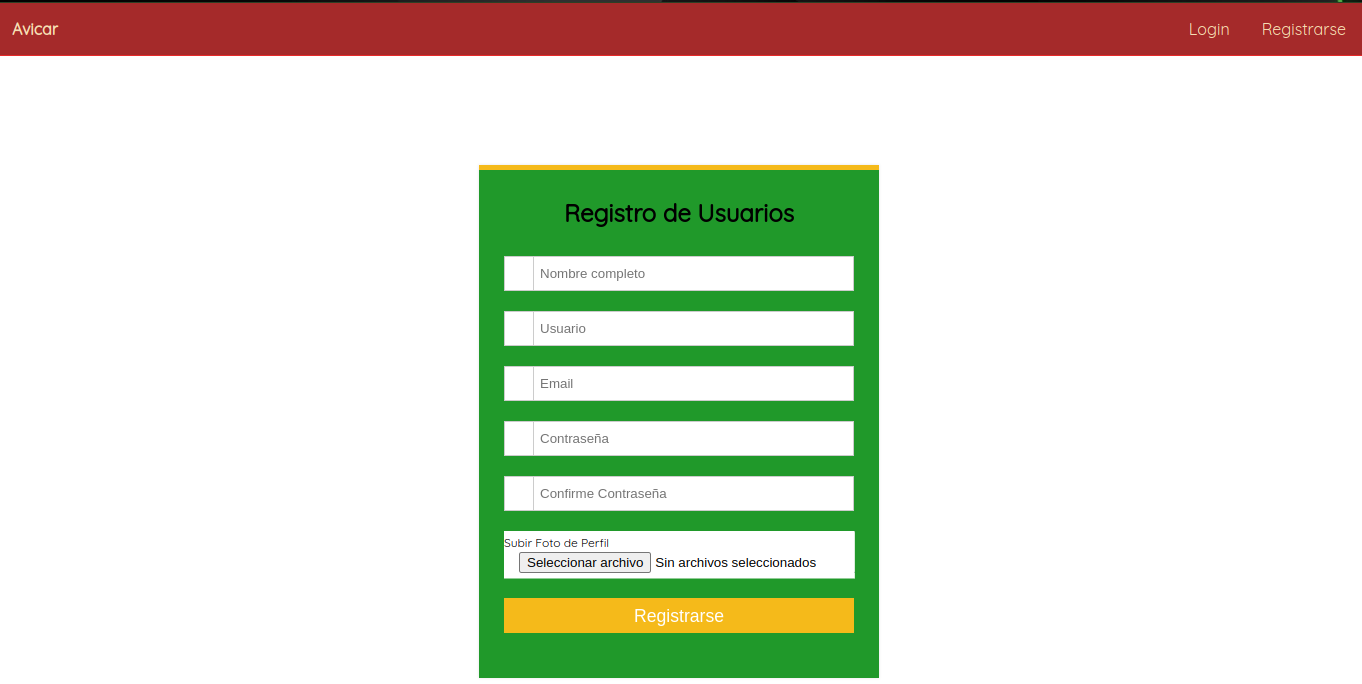 Avicar Login Registrarse
Registro de Usuarios
Nombre completo
Usuario
Email
Contraseña
Confirme Contraseña
Subir Foto de Perfil
Seleccionar archivo Sin archivos seleccionados
Registrarse